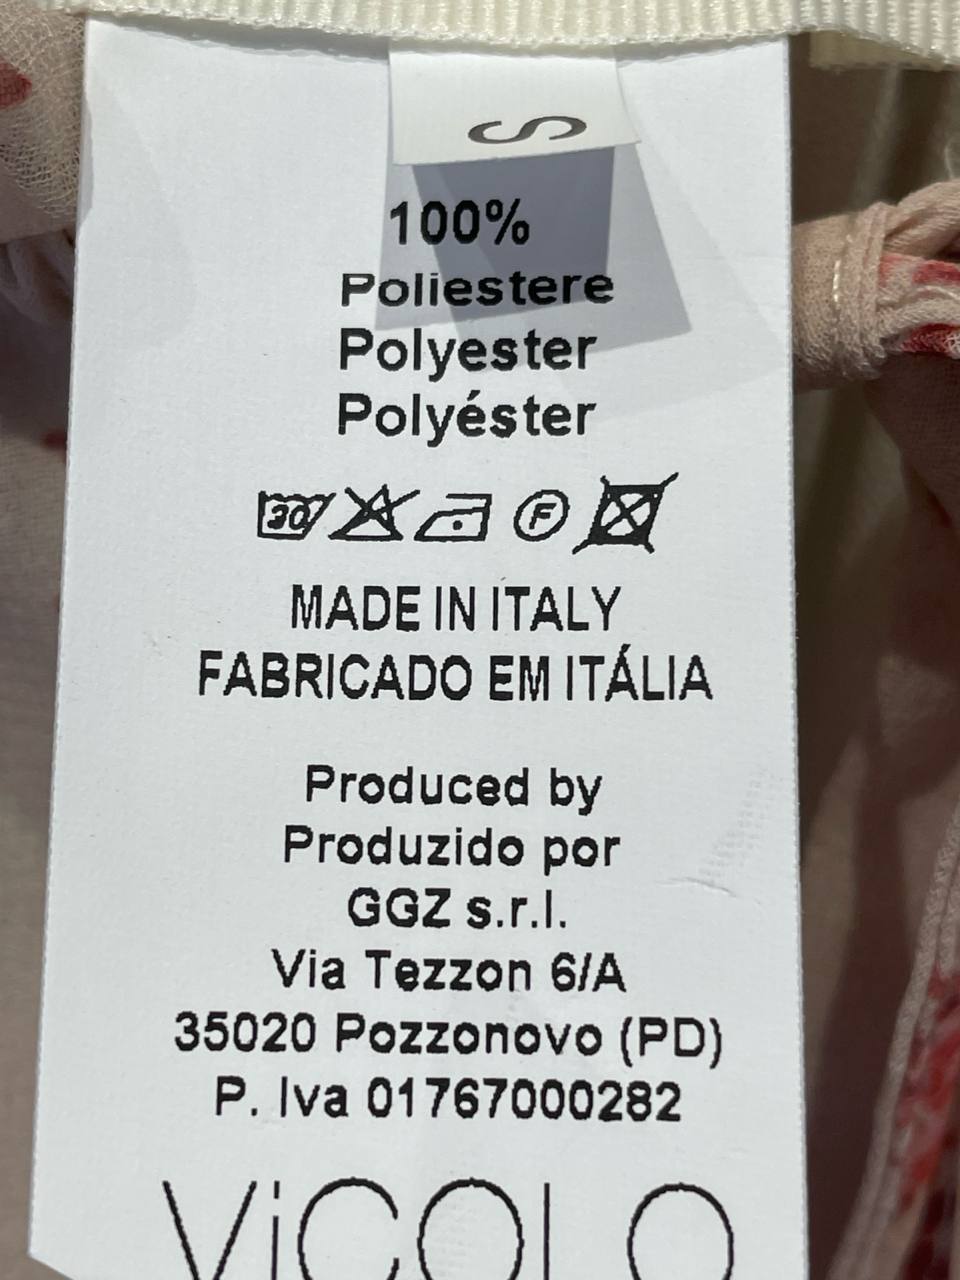 S
100%
Poliestere
Polyester
Polyéster
30 F
MADE IN ITALY
FABRICADO EM ITÁLIA
Produced by
Produzido por
GGZ s.r.l.
Via Tezzon 6/A
35020 Pozzonovo (PD)
P. Iva 01767000282
ViCOLO